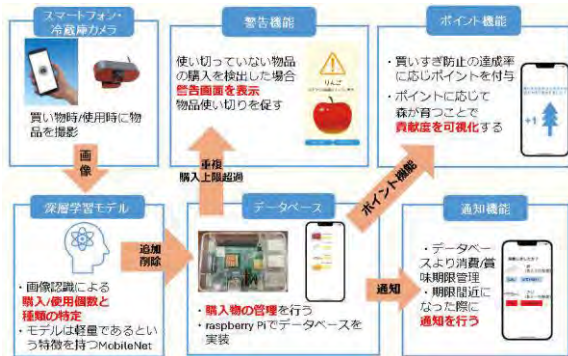 スマートフォン・
冷蔵庫カメラ
買い物時/使用時に物
品を撮影
画像
深層学習モデル
・画像認識による
購入/使用個数と
種類の特定
・モデルは軽量であるとい
う特徴を持つMobileNet
追加
削除
警告機能
使い切っていない物品
の購入を検出した場合
警告画面を表示
物品使い切りを促す
りんご
重複
購入上限超過
データベース
・購入物の管理を行う
・raspberry Piでデータベースを
実装
ポイント機能
ポイント機能
・買いすぎ防止の達成率
に応じポイントを付与
・ポイントに応じて
森が育つことで
貢献度を可視化する
+1
通知
通知機能
・データベー
スより消費/賞
味期限管理
・期限間近に
なった際に
通知を行う